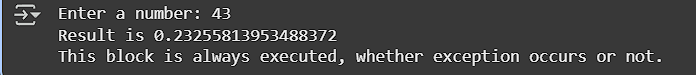 Enter a number: 43
Result is 0.23255813953488372
This block is always executed, whether exception occurs or not.